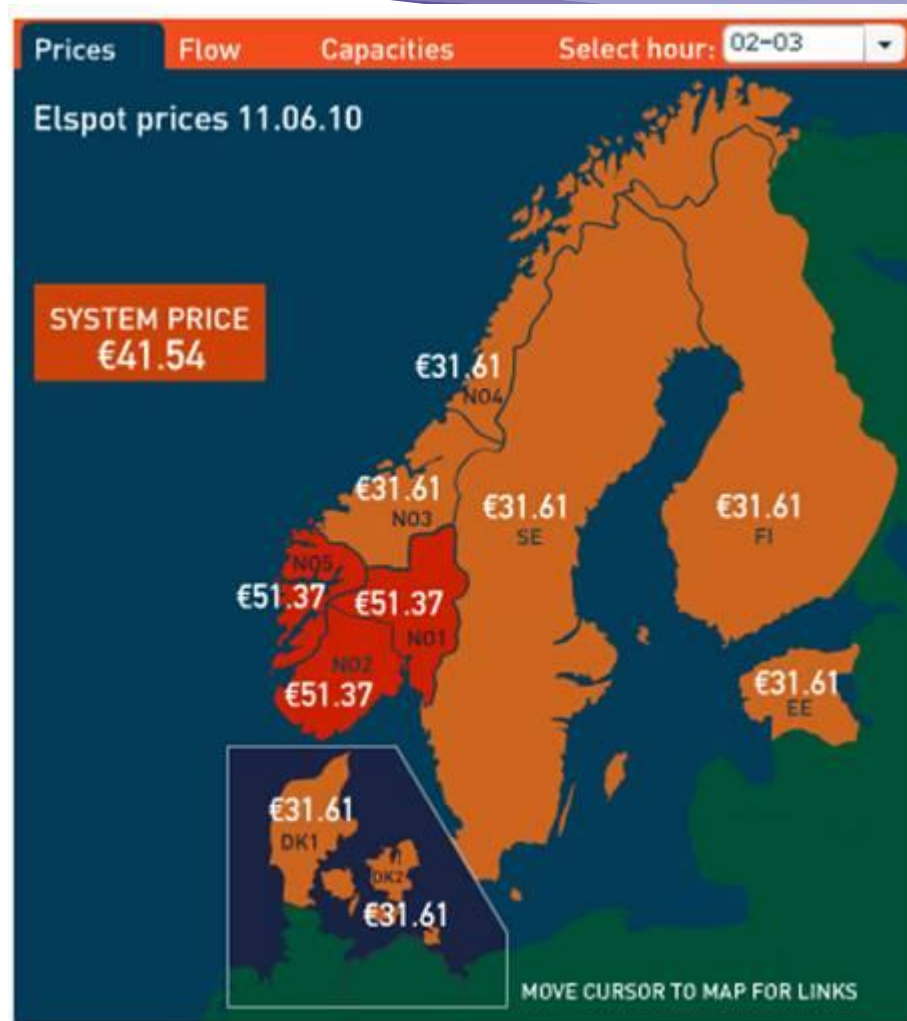 Prices Flow Capacities Select hour: 02-03
Elspot prices 11.06.10
SYSTEM PRICE
€41.54
€31.61
NO4
€31.61
NO3
€31.61
SE
€31.61
FI
NO5
€51.37
€51.37
NO1
NO2
€51.37
€31.61
EE
€31.61
DK1
DK2
€31.61
MOVE CURSOR TO MAP FOR LINKS